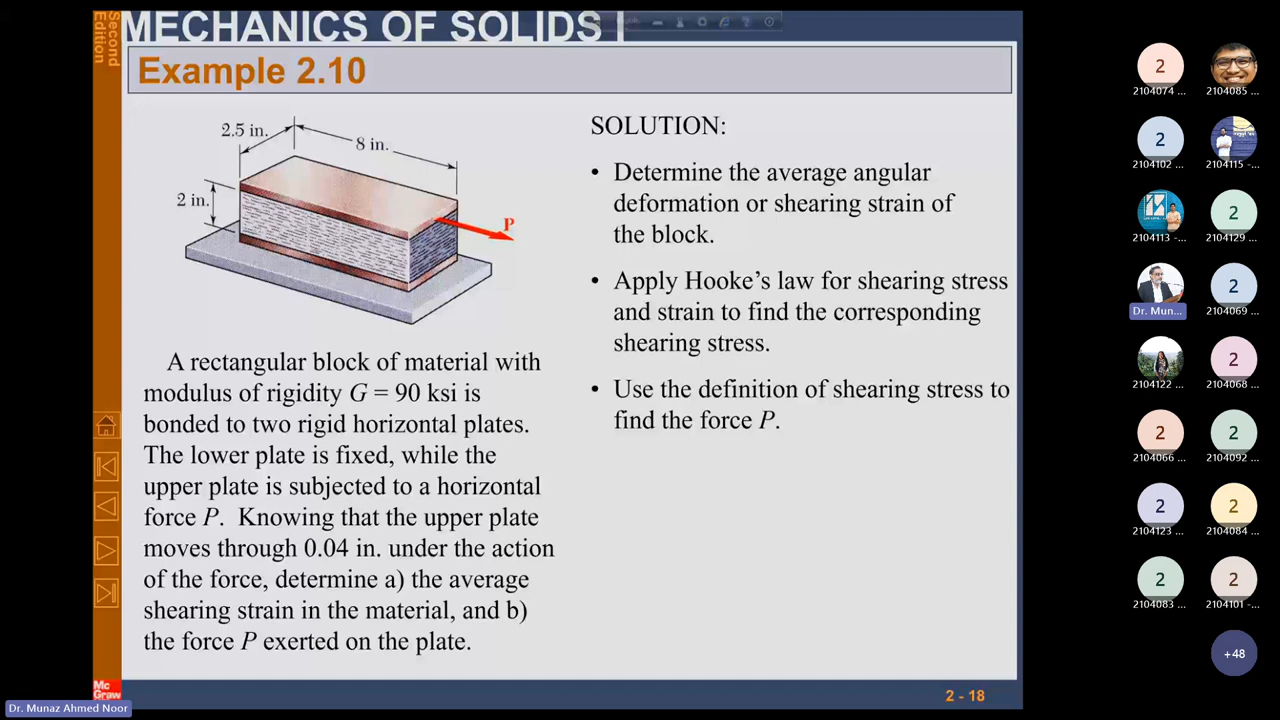 Second
Edition
MECHANICS OF SOLIDS I
Example 2.10
2.5 in.
8 in.
2 in.
P
A rectangular block of material with
modulus of rigidity G = 90 ksi is
bonded to two rigid horizontal plates.
The lower plate is fixed, while the
upper plate is subjected to a horizontal
force P. Knowing that the upper plate
moves through 0.04 in. under the action
of the force, determine a) the average
shearing strain in the material, and b)
the force P exerted on the plate.
SOLUTION:
• Determine the average angular
deformation or shearing strain of
the block.
• Apply Hooke’s law for shearing stress
and strain to find the corresponding
shearing stress.
• Use the definition of shearing stress to
find the force P.
Mc
Graw
2 - 18
Dr. Munaz Ahmed Noor
2
2104074 ...
2104085 ...
2
2104102 ...
2104115 -...
2104113 -...
2
2104129 ...
Dr. Mun...
2
2104069 ...
2104122 ...
2
2104068 ...
2
2104066 ...
2
2104092 ...
2
2104123 ...
2
2104084 ...
2
2104083 ...
2
2104101 -...
+48